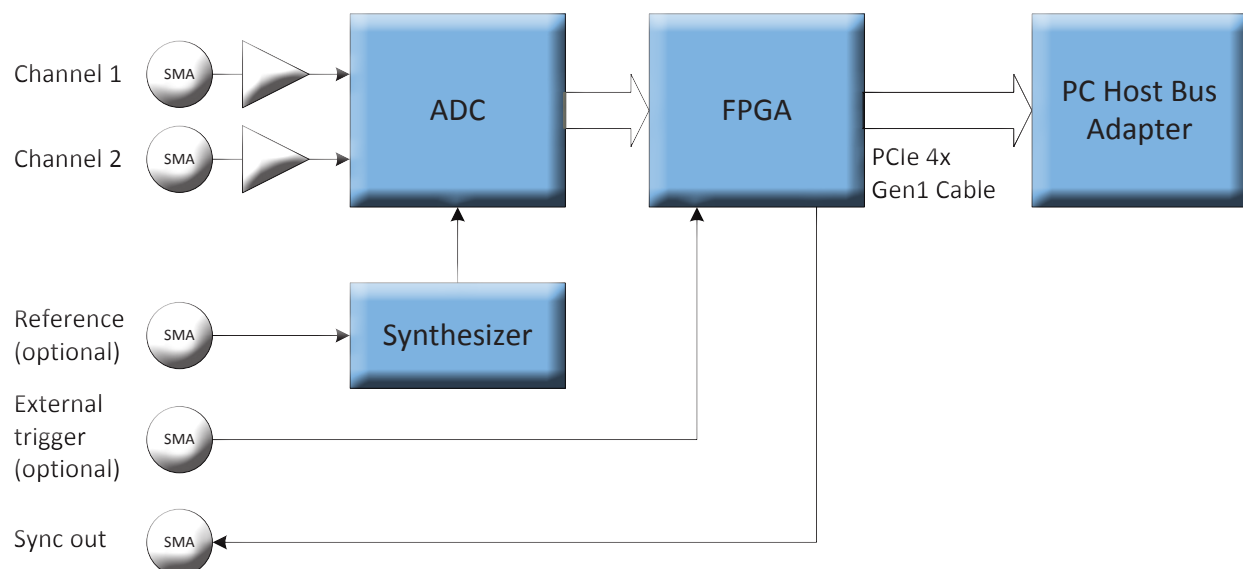 Channel 1
SMA
ADC
FPGA
PC Host Bus
Adapter
Channel 2
SMA
PCIe 4x
Gen1 Cable
Reference
(optional)
SMA
Synthesizer
External
trigger
(optional)
SMA
Sync out
SMA